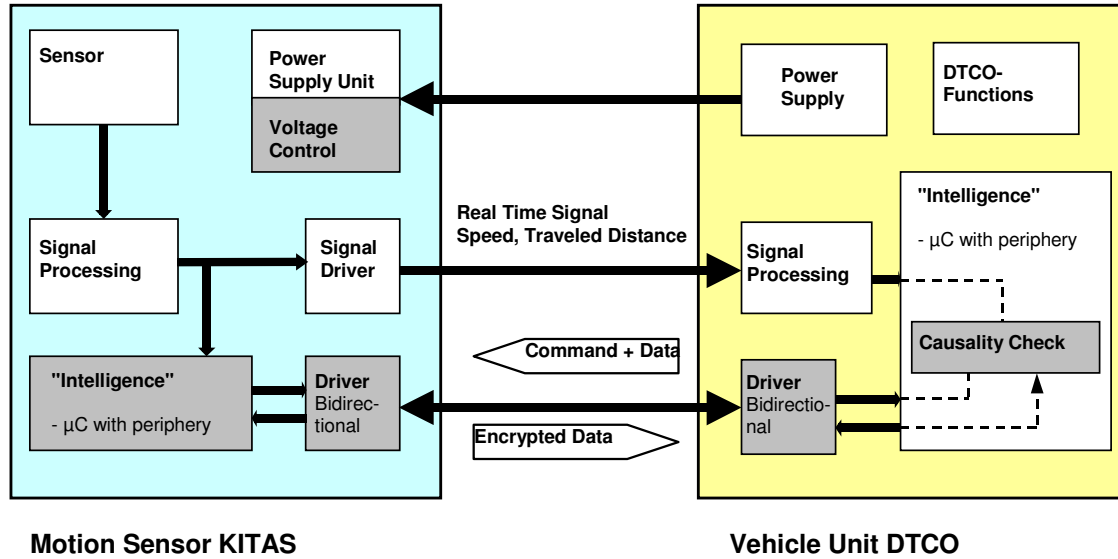 Sensor
Power
Supply Unit
Voltage
Control
Signal
Processing
Signal
Driver
"Intelligence"
- µC with periphery
Driver
Bidirec-
tional
Real Time Signal
Speed, Traveled Distance
Command + Data
Encrypted Data
Power
Supply
DTCO-
Functions
Signal
Processing
"Intelligence"
- µC with periphery
Causality Check
Driver
Bidirectio-
nal
Motion Sensor KITAS
Vehicle Unit DTCO